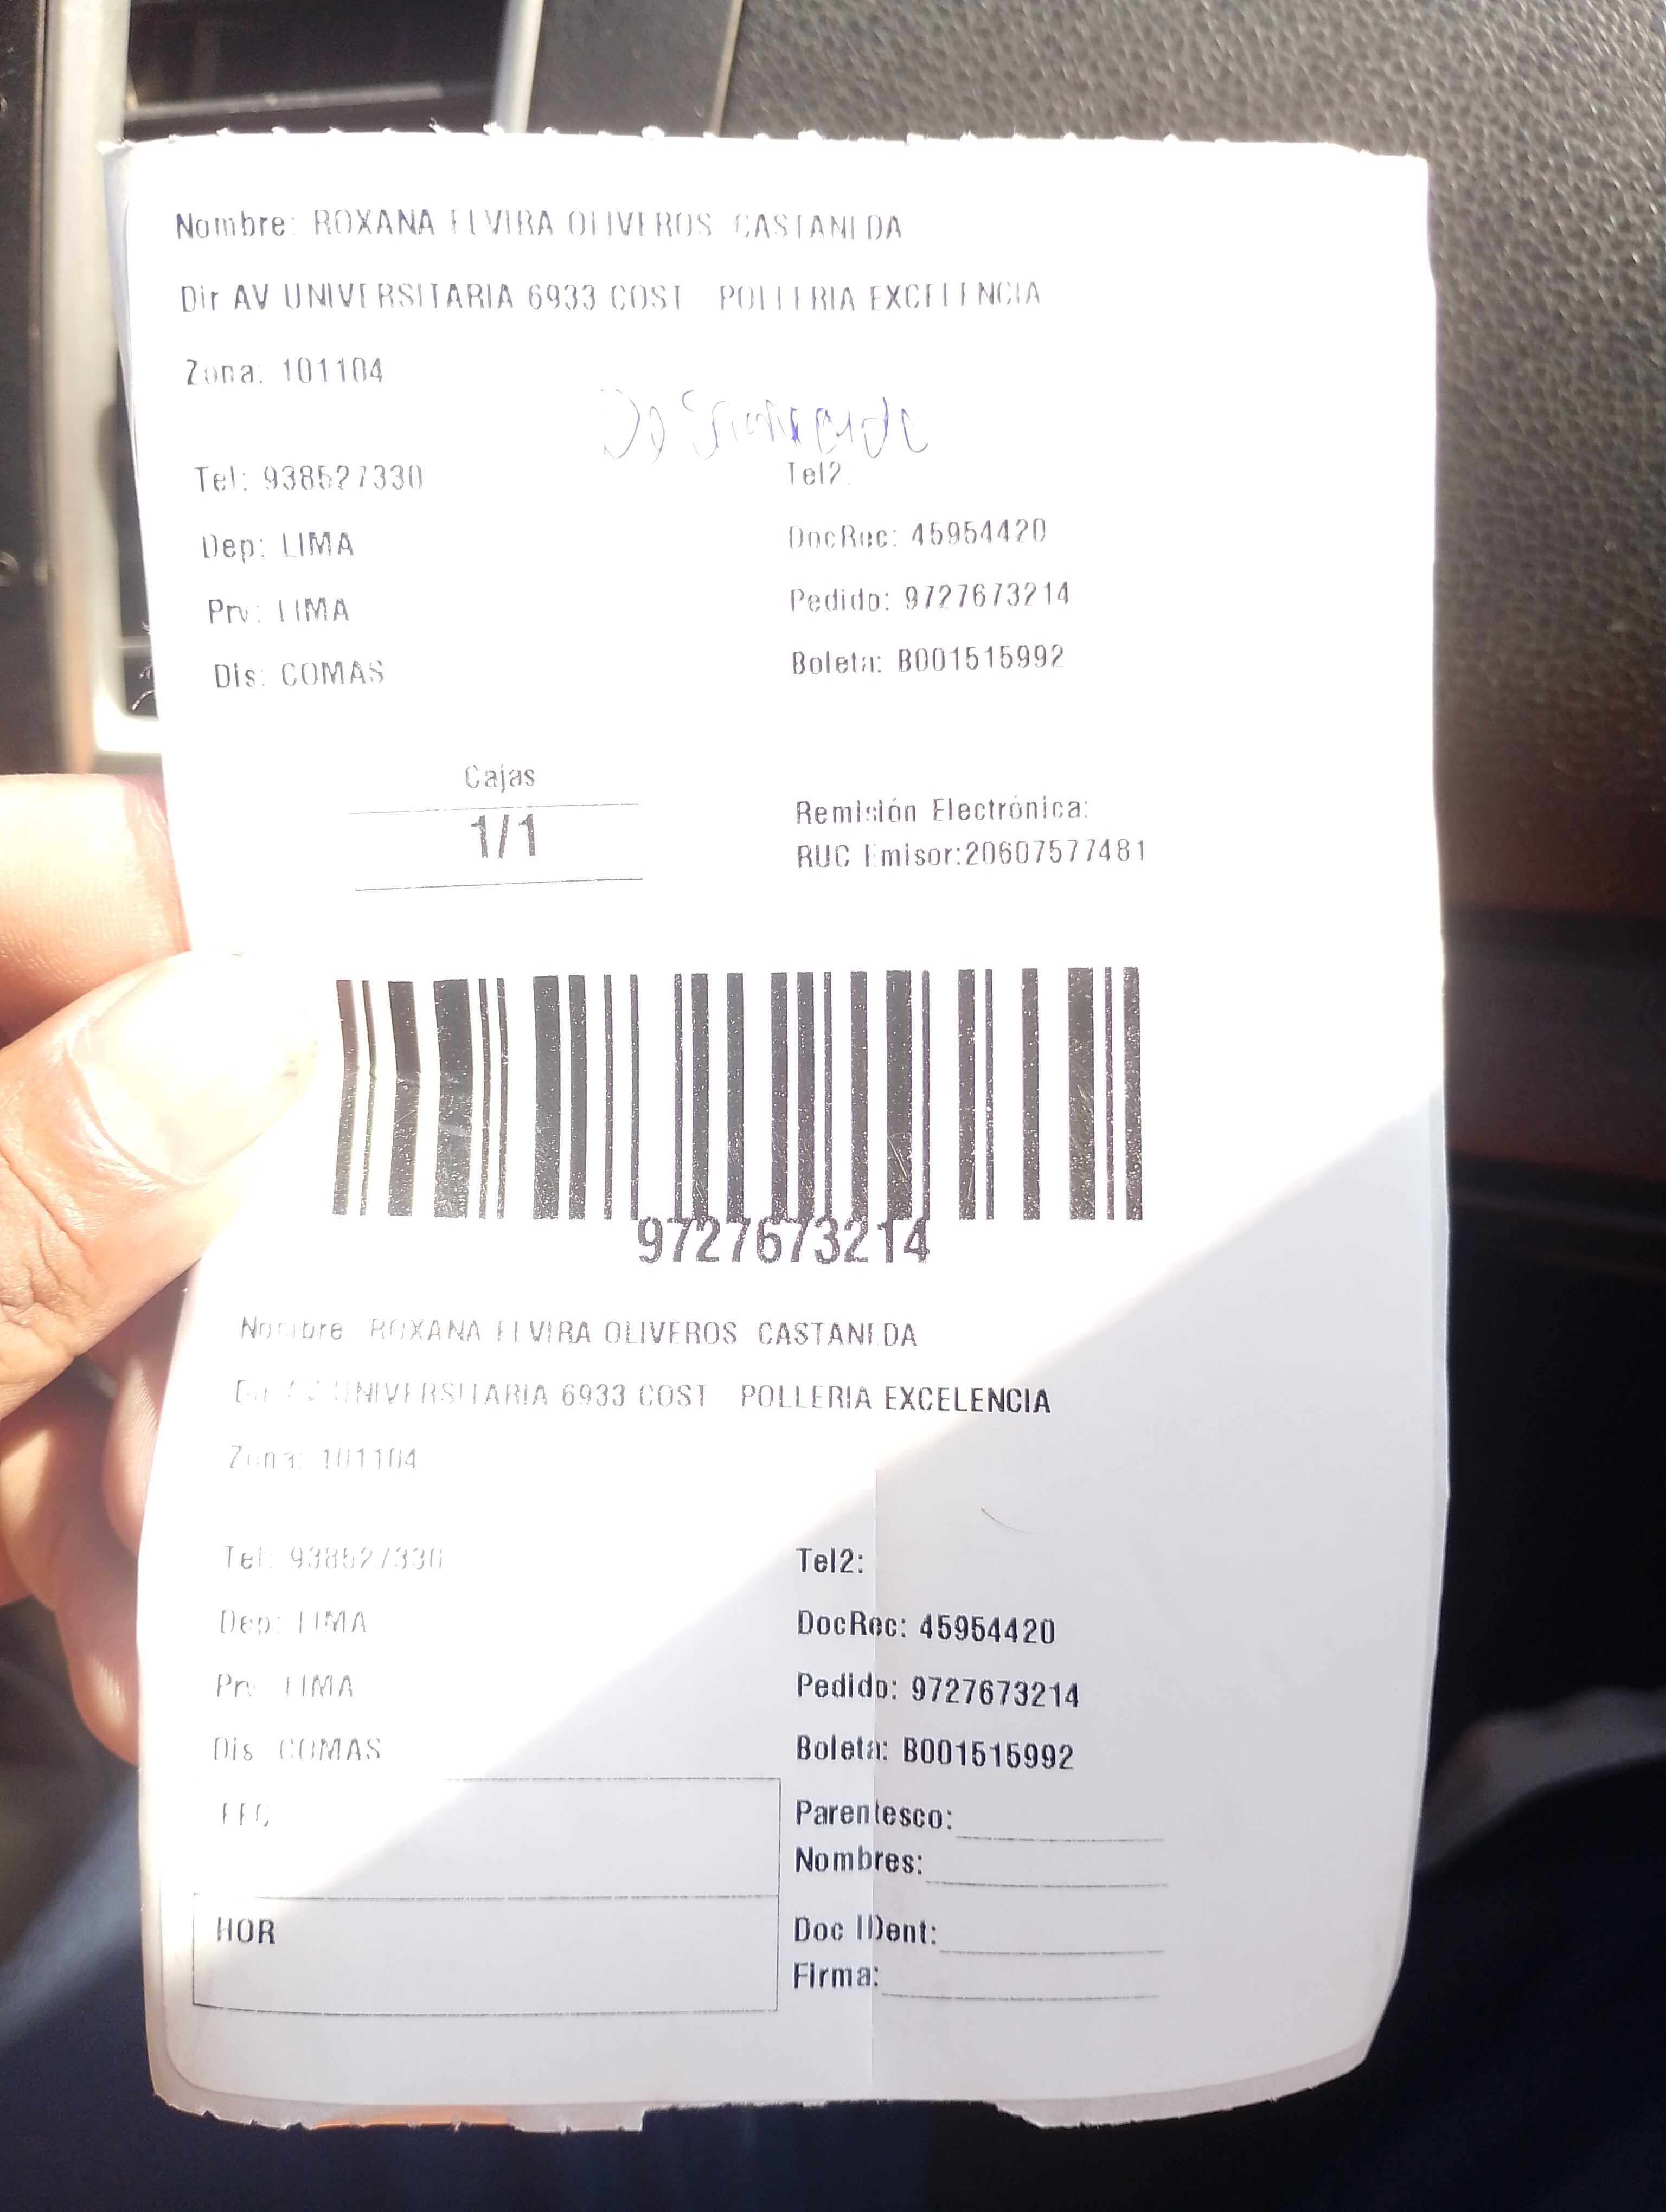 Nombre: ROXANA ELVIRA OLIVEROS CASTANEDA
Dir AV UNIVERSITARIA 6933 COST POLLERIA EXCELENCIA
Zona: 101104
Tel: 938527330 Tel2:
Dep: LIMA DocRec: 45954420
Prv: LIMA Pedido: 9727673214
Dis: COMAS Boleta: B001515992
Cajas
1/1
Remisión Electrónica:
RUC Emisor:20607577481
9727673214
Nombre: ROXANA ELVIRA OLIVEROS CASTANEDA
Dir AV UNIVERSITARIA 6933 COST POLLERIA EXCELENCIA
Zona: 101104
Tel: 938527330 Tel2:
Dep: LIMA DocRec: 45954420
Prv: LIMA Pedido: 9727673214
Dis: COMAS Boleta: B001515992
FEC Parentesco:
Nombres:
HOR Doc IDent:
Firma: